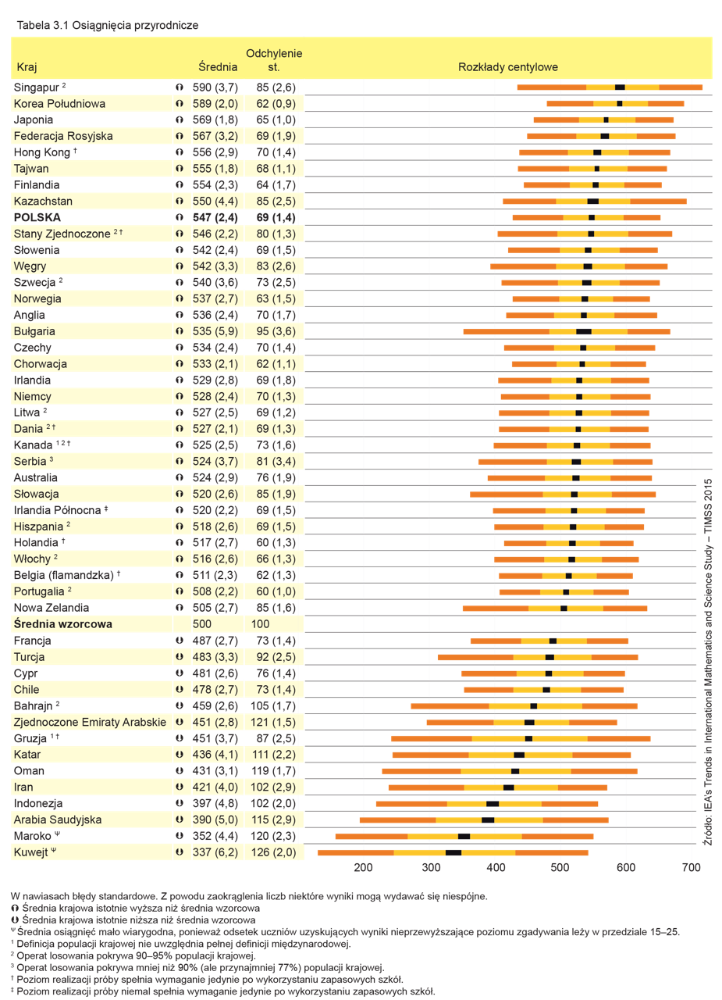 Tabela 3.1 Osiągnięcia przyrodnicze
Kraj Średnia Odchylenie st. Rozkłady centylowe
Singapur ² 590 (3,7) 85 (2,6)
Korea Południowa 589 (2,0) 62 (0,9)
Japonia 569 (1,8) 65 (1,0)
Federacja Rosyjska 567 (3,2) 69 (1,9)
Hong Kong † 556 (2,9) 70 (1,4)
Tajwan 555 (1,8) 68 (1,1)
Finlandia 554 (2,3) 64 (1,7)
Kazachstan 550 (4,4) 85 (2,5)
POLSKA 547 (2,4) 69 (1,4)
Stany Zjednoczone ² † 546 (2,2) 80 (1,3)
Słowenia 542 (2,4) 69 (1,5)
Węgry 542 (3,3) 83 (2,6)
Szwecja ² 540 (3,6) 73 (2,5)
Norwegia 537 (2,7) 63 (1,5)
Anglia 536 (2,4) 70 (1,7)
Bułgaria 535 (5,9) 95 (3,6)
Czechy 534 (2,4) 70 (1,4)
Chorwacja 533 (2,1) 62 (1,1)
Irlandia 529 (2,8) 69 (1,8)
Niemcy 528 (2,4) 70 (1,3)
Litwa ² 527 (2,5) 69 (1,2)
Dania ² † 527 (2,1) 69 (1,3)
Kanada ¹ ² † 525 (2,5) 73 (1,6)
Serbia ³ 524 (3,7) 81 (3,4)
Australia 524 (2,9) 76 (1,9)
Słowacja 520 (2,6) 85 (1,9)
Irlandia Północna ‡ 520 (2,2) 69 (1,5)
Hiszpania ² 518 (2,6) 69 (1,5)
Holandia † 517 (2,7) 60 (1,3)
Włochy ² 516 (2,6) 66 (1,3)
Belgia (flamandzka) † 511 (2,3) 62 (1,3)
Portugalia ² 508 (2,2) 60 (1,0)
Nowa Zelandia 505 (2,7) 85 (1,6)
Średnia wzorcowa 500 100
Francja 487 (2,7) 73 (1,4)
Turcja 483 (3,3) 92 (2,5)
Cypr 481 (2,6) 76 (1,4)
Chile 478 (2,7) 73 (1,4)
Bahrajn ² 459 (2,6) 105 (1,7)
Zjednoczone Emiraty Arabskie 451 (2,8) 121 (1,5)
Gruzja ¹ † 451 (3,7) 87 (2,5)
Katar 436 (4,1) 111 (2,2)
Oman 431 (3,1) 119 (1,7)
Iran 421 (4,0) 102 (2,9)
Indonezja 397 (4,8) 102 (2,0)
Arabia Saudyjska 390 (5,0) 115 (2,9)
Maroko Ψ 352 (4,4) 120 (2,3)
Kuwejt Ψ 337 (6,2) 126 (2,0)
200 300 400 500 600 700
Źródło: IEA's Trends in International Mathematics and Science Study – TIMSS 2015
W nawiasach błędy standardowe. Z powodu zaokrąglenia liczb niektóre wyniki mogą wydawać się niespójne.
Średnia krajowa istotnie wyższa niż średnia wzorcowa
Średnia krajowa istotnie niższa niż średnia wzorcowa
Ψ Średnia osiągnięć mało wiarygodna, ponieważ odsetek uczniów uzyskujących wyniki nieprzewyższające poziomu zgadywania leży w przedziale 15–25.
¹ Definicja populacji krajowej nie uwzględnia pełnej definicji międzynarodowej.
² Operat losowania pokrywa 90–95% populacji krajowej.
³ Operat losowania pokrywa mniej niż 90% (ale przynajmniej 77%) populacji krajowej.
† Poziom realizacji próby spełnia wymaganie jedynie po wykorzystaniu zapasowych szkół.
‡ Poziom realizacji próby niemal spełnia wymaganie jedynie po wykorzystaniu zapasowych szkół.